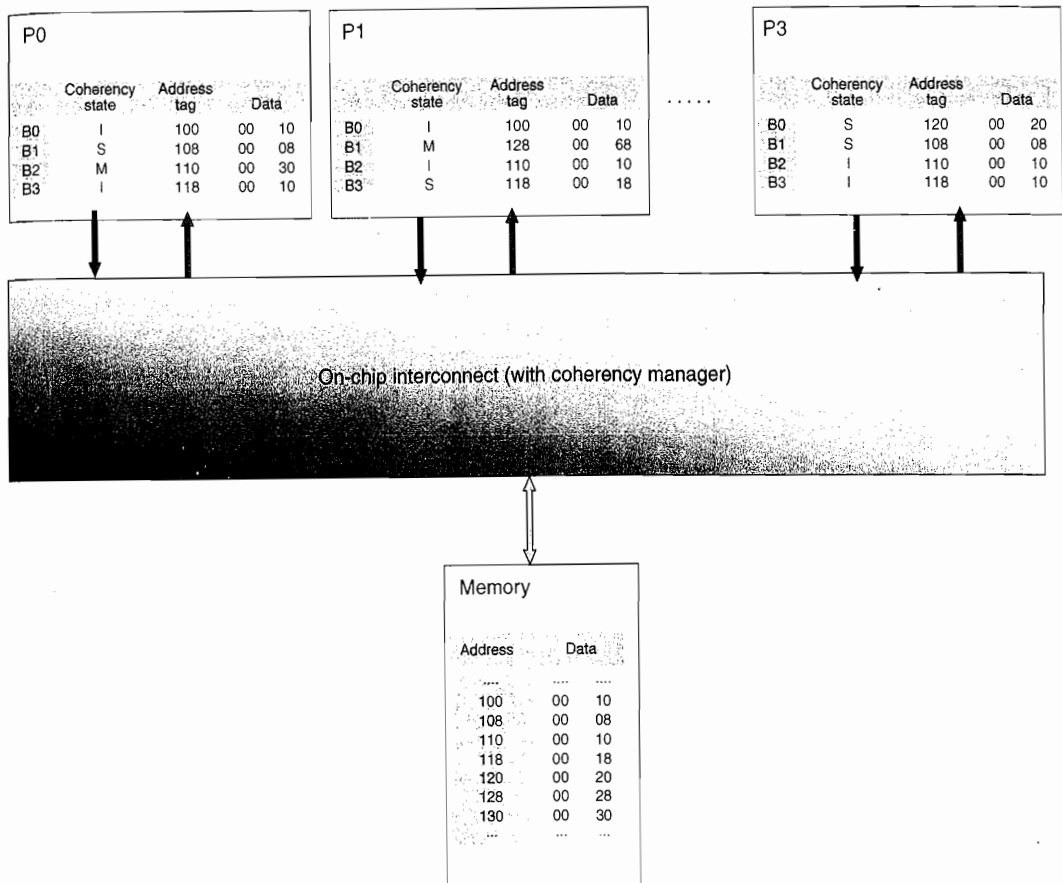 P0
Coherency state Address tag Data
B0 I 100 00 10
B1 S 108 00 08
B2 M 110 00 30
B3 I 118 00 10
P1
Coherency state Address tag Data
B0 I 100 00 10
B1 M 128 00 68
B2 I 110 00 10
B3 S 118 00 18
.....
P3
Coherency state Address tag Data
B0 S 120 00 20
B1 S 108 00 08
B2 I 110 00 10
B3 I 118 00 10
On-chip interconnect (with coherency manager)
Memory
Address Data
.... .... ....
100 00 10
108 00 08
110 00 10
118 00 18
120 00 20
128 00 28
130 00 30
... ... ...